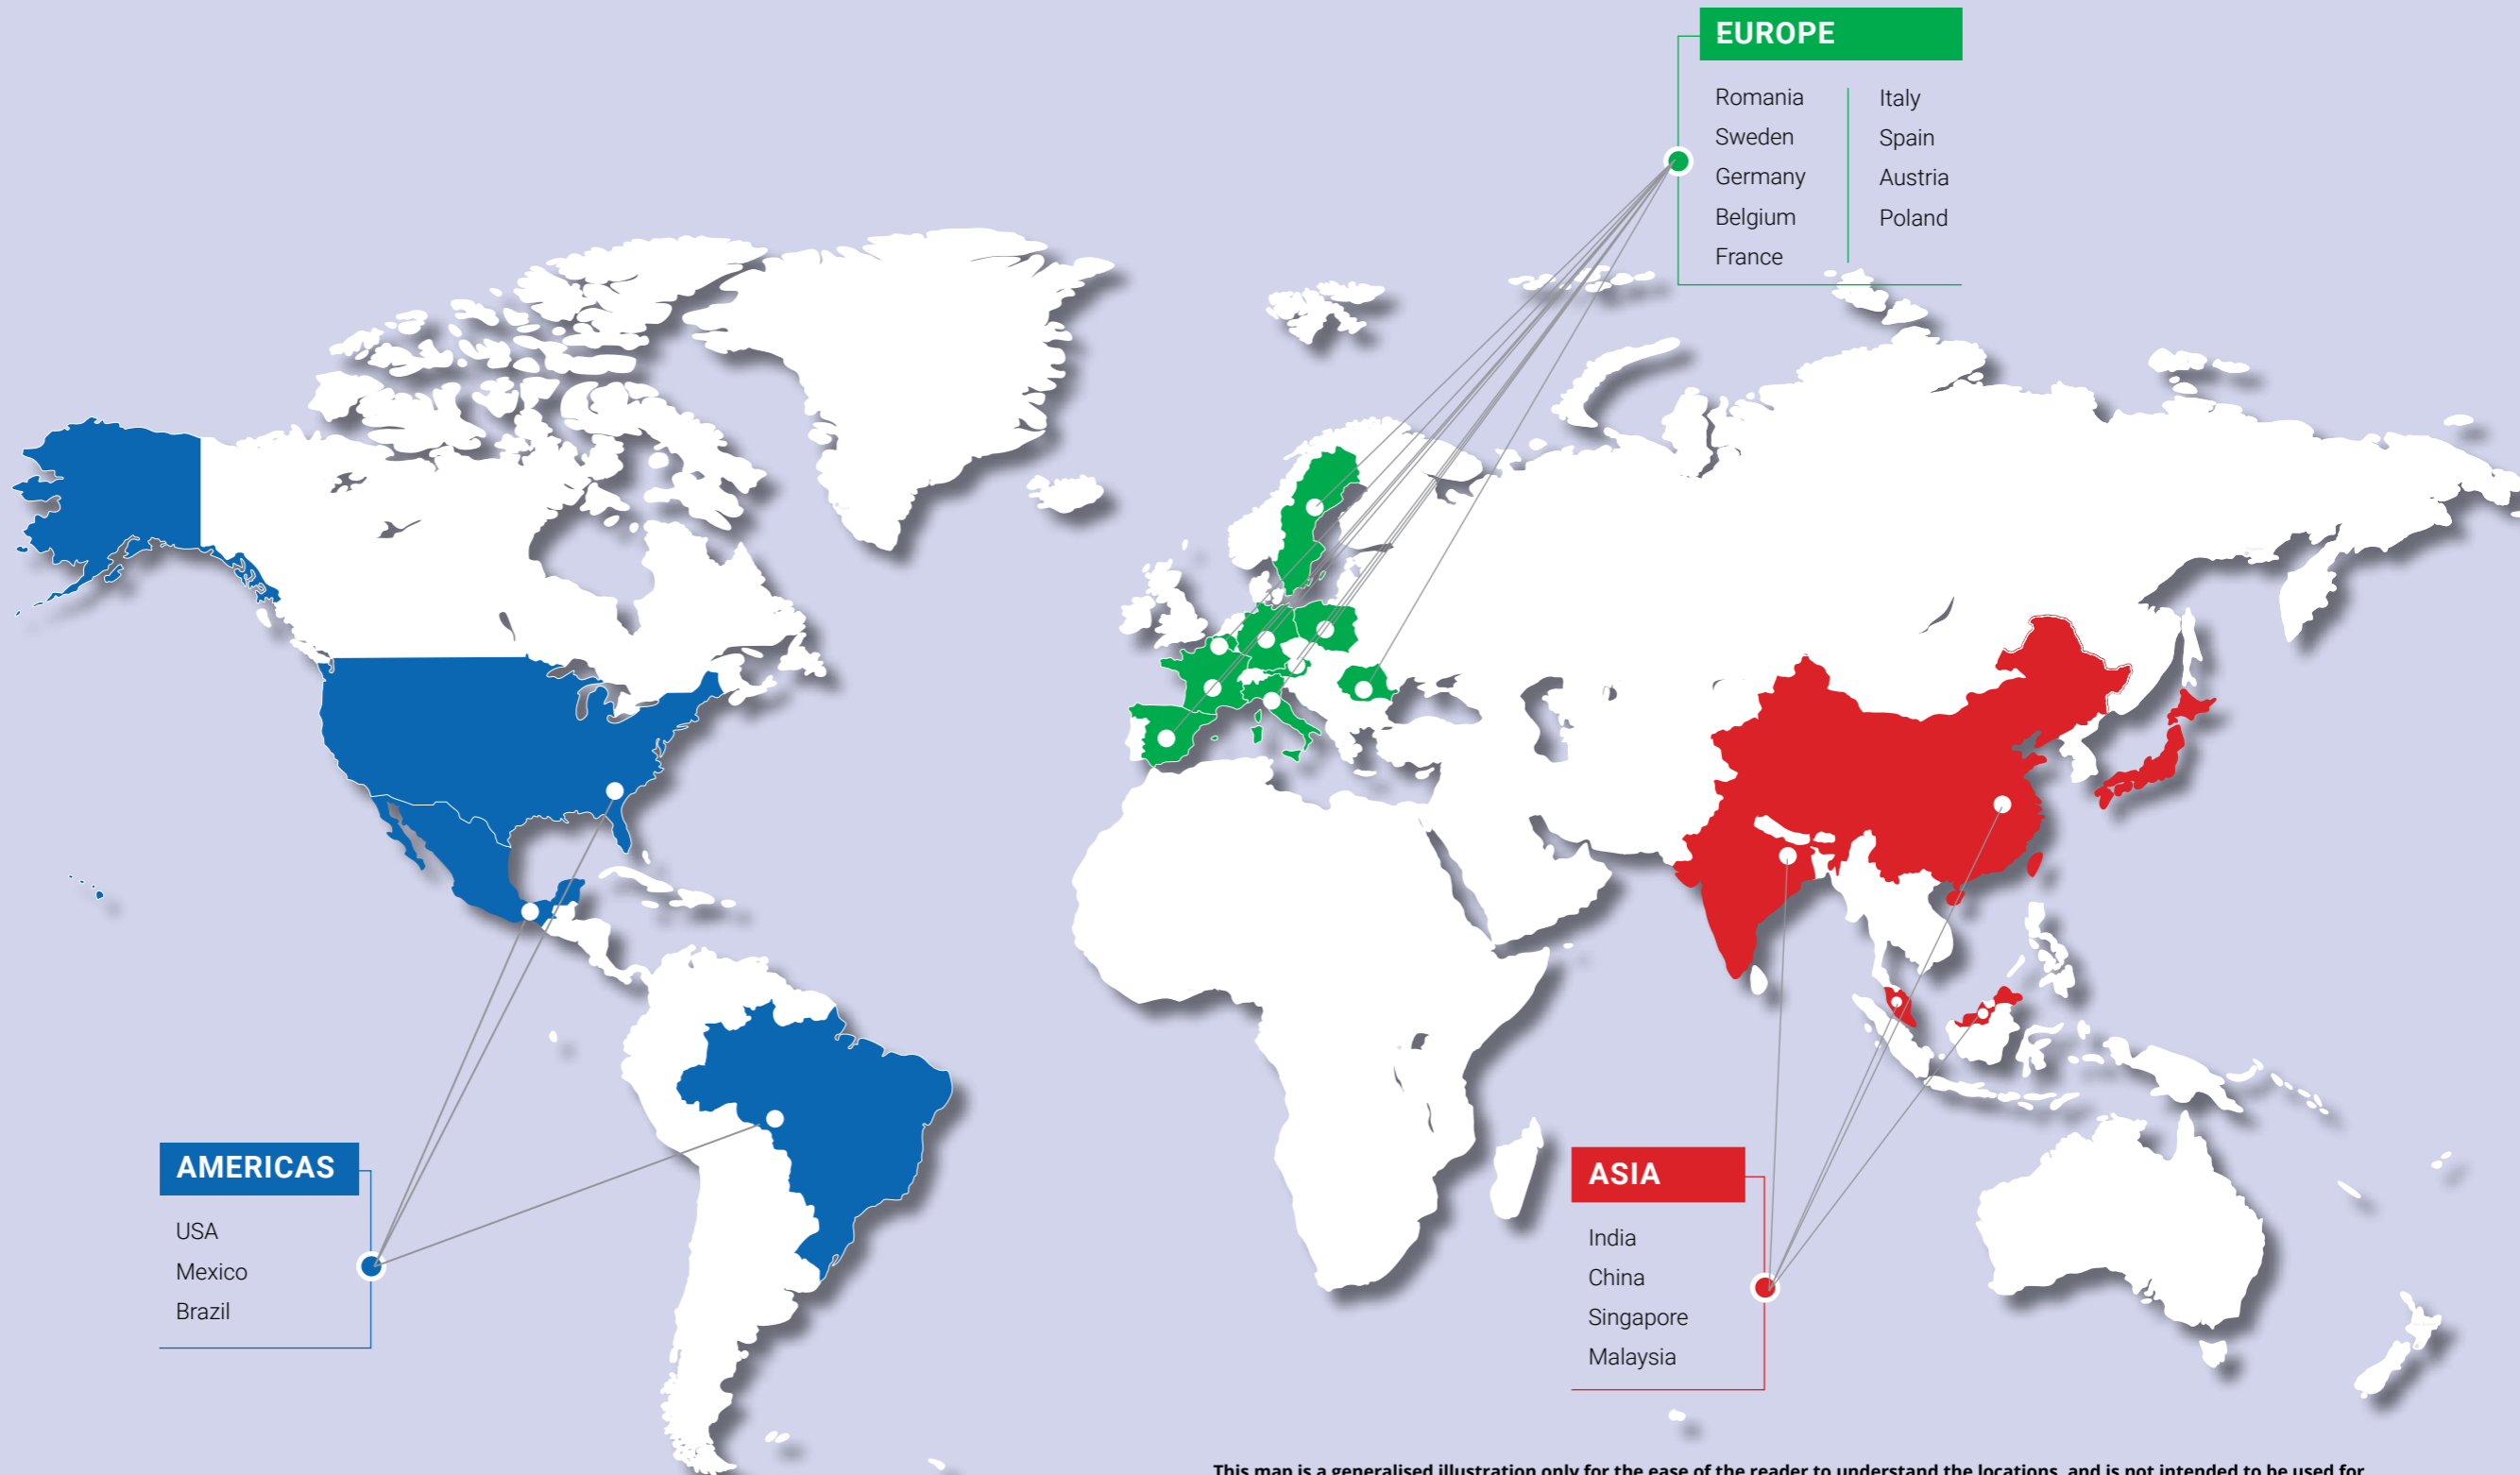 EUROPE
Romania
Sweden
Germany
Belgium
France
Italy
Spain
Austria
Poland
AMERICAS
USA
Mexico
Brazil
ASIA
India
China
Singapore
Malaysia
This map is a generalised illustration only for the ease of the reader to understand the locations, and is not intended to be used for